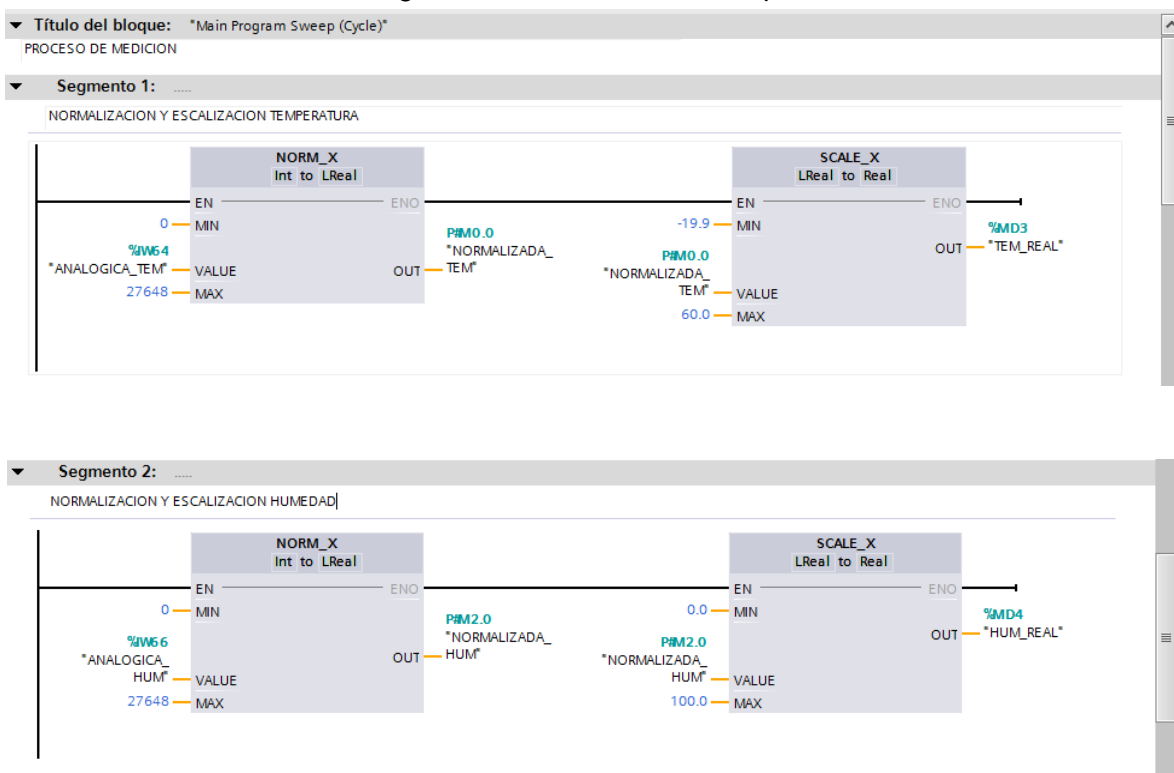 Título del bloque: "Main Program Sweep (Cycle)"
PROCESO DE MEDICION
Segmento 1: .....
NORMALIZACION Y ESCALIZACION TEMPERATURA
NORM_X
Int to LReal
EN ENO
0 MIN
%IW64
"ANALOGICA_TEM" VALUE
27648 MAX
OUT
P#M0.0
"NORMALIZADA_
TEM"
SCALE_X
LReal to Real
EN ENO
-19.9 MIN
P#M0.0
"NORMALIZADA_
TEM" VALUE
60.0 MAX
OUT
%MD3
"TEM_REAL"
Segmento 2: .....
NORMALIZACION Y ESCALIZACION HUMEDAD
NORM_X
Int to LReal
EN ENO
0 MIN
%IW66
"ANALOGICA_
HUM" VALUE
27648 MAX
OUT
P#M2.0
"NORMALIZADA_
HUM"
SCALE_X
LReal to Real
EN ENO
0.0 MIN
P#M2.0
"NORMALIZADA_
HUM" VALUE
100.0 MAX
OUT
%MD4
"HUM_REAL"